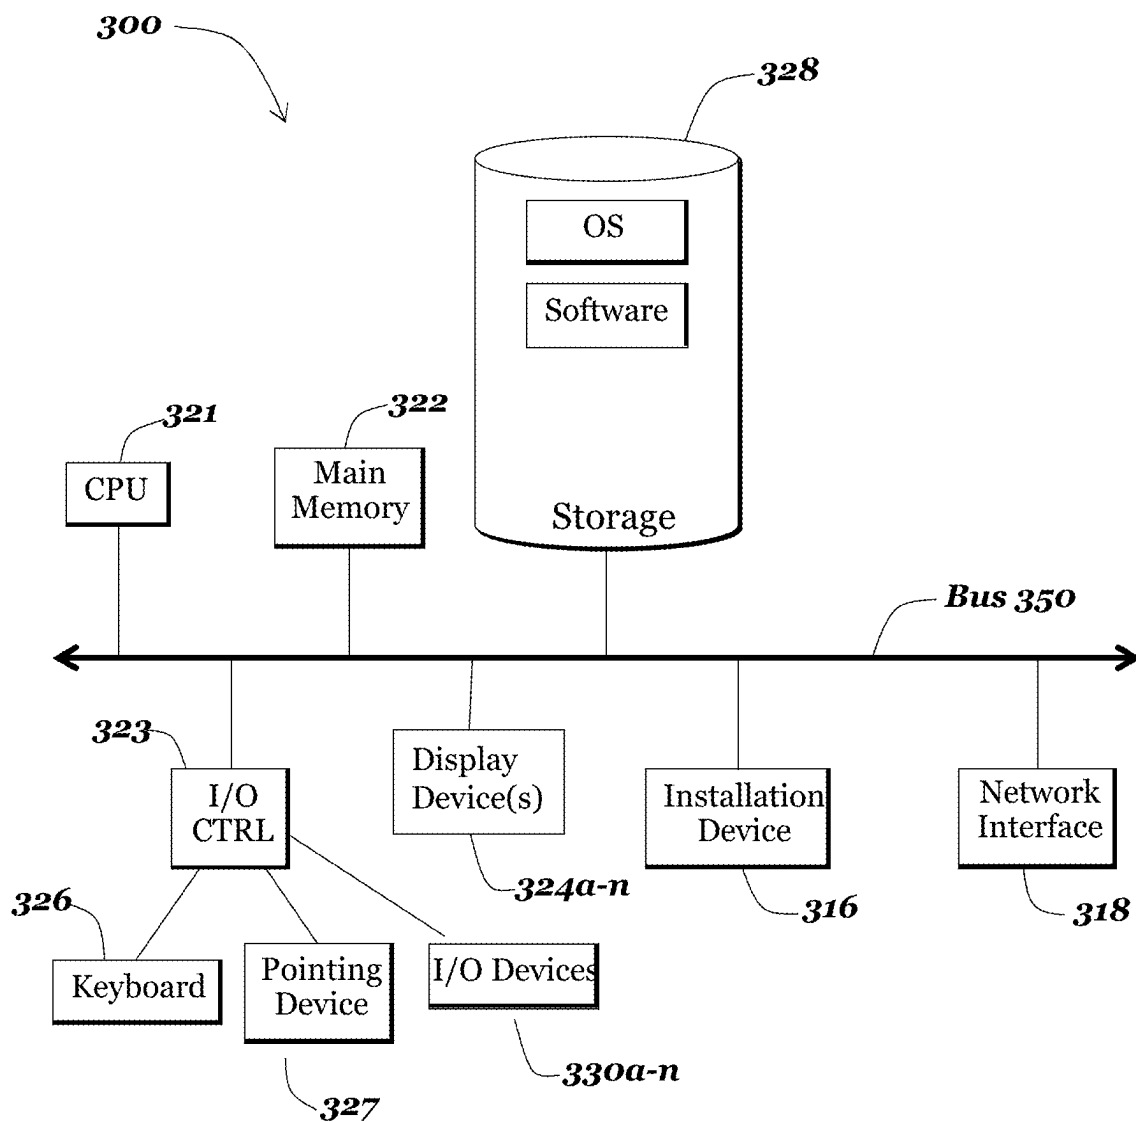 300
328
OS
Software
321
322
CPU
Main
Memory
Storage
Bus 350
323
I/O
CTRL
Display
Device(s)
Installation
Device
Network
Interface
324a-n
316
318
326
Keyboard
Pointing
Device
I/O Devices
327
330a-n